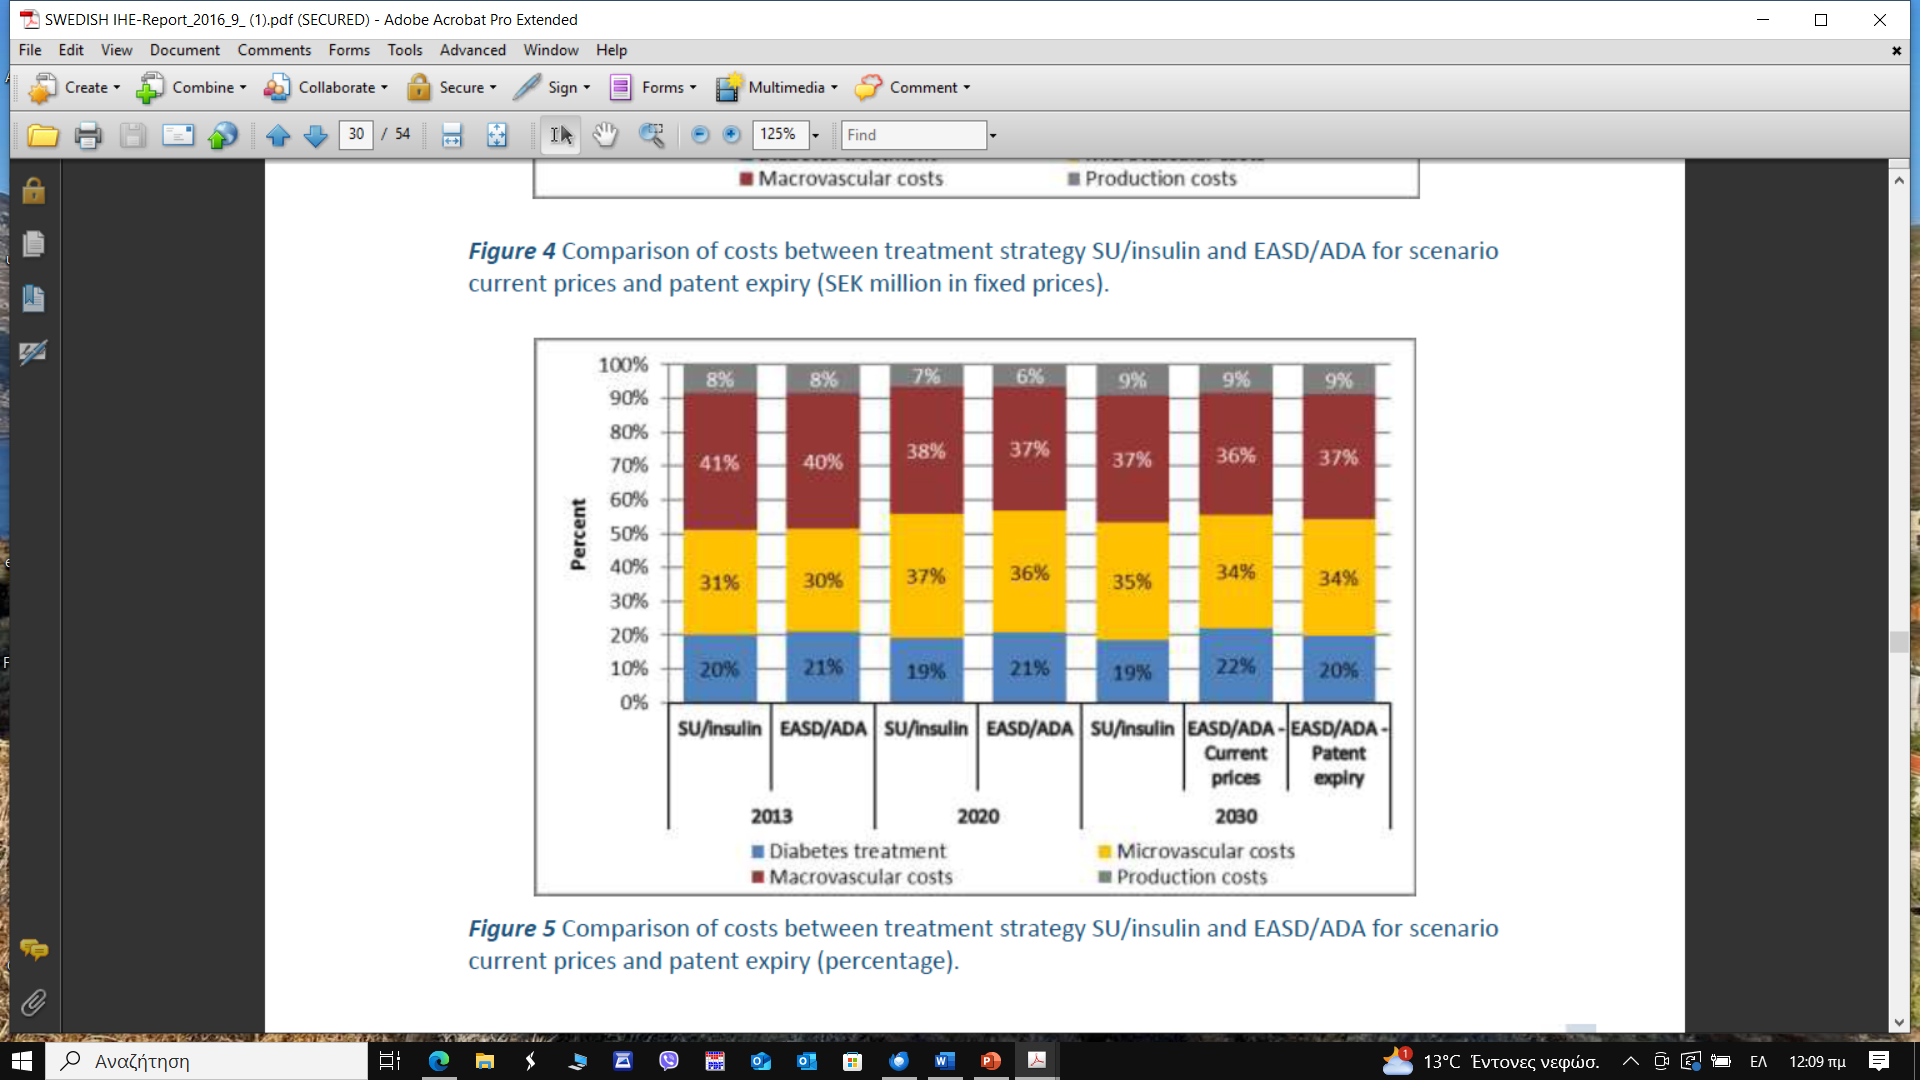 SWEDISH IHE-Report_2016_9_ (1).pdf (SECURED) - Adobe Acrobat Pro Extended
File Edit View Document Comments Forms Tools Advanced Window Help
Create Combine Collaborate Secure Sign Forms Multimedia Comment
30 / 54 125% Find
Macrovascular costs Production costs
Figure 4 Comparison of costs between treatment strategy SU/insulin and EASD/ADA for scenario
current prices and patent expiry (SEK million in fixed prices).
100%
90%
80%
70%
60%
50%
40%
30%
20%
10%
0%
Percent
8% 8% 7% 6% 9% 9% 9%
41% 40% 38% 37% 37% 36% 37%
31% 30% 37% 36% 35% 34% 34%
20% 21% 19% 21% 19% 22% 20%
SU/insulin EASD/ADA SU/insulin EASD/ADA SU/insulin EASD/ADA - EASD/ADA -
Current Patent
prices expiry
2013 2020 2030
Diabetes treatment Microvascular costs
Macrovascular costs Production costs
Figure 5 Comparison of costs between treatment strategy SU/insulin and EASD/ADA for scenario
current prices and patent expiry (percentage).
Αναζήτηση
1 13°C Έντονες νεφώσ. ΕΛ 12:09 πμ